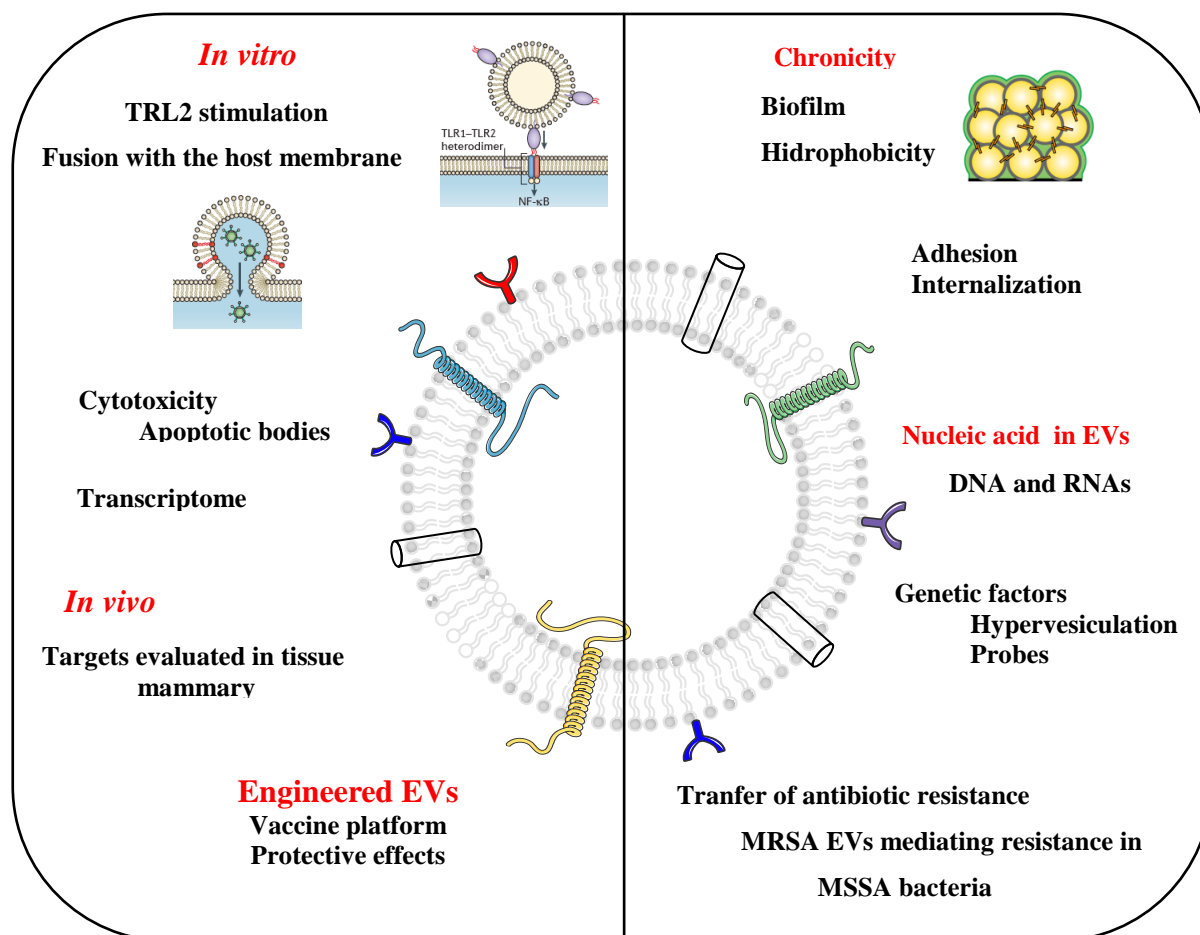 In vitro
TRL2 stimulation
Fusion with the host membrane
TLR1–TLR2
heterodimer
NF-κB
Cytotoxicity
Apoptotic bodies
Transcriptome
In vivo
Targets evaluated in tissue
mammary
Engineered EVs
Vaccine platform
Protective effects
Chronicity
Biofilm
Hidrophobicity
Adhesion
Internalization
Nucleic acid in EVs
DNA and RNAs
Genetic factors
Hypervesiculation
Probes
Tranfer of antibiotic resistance
MRSA EVs mediating resistance in
MSSA bacteria